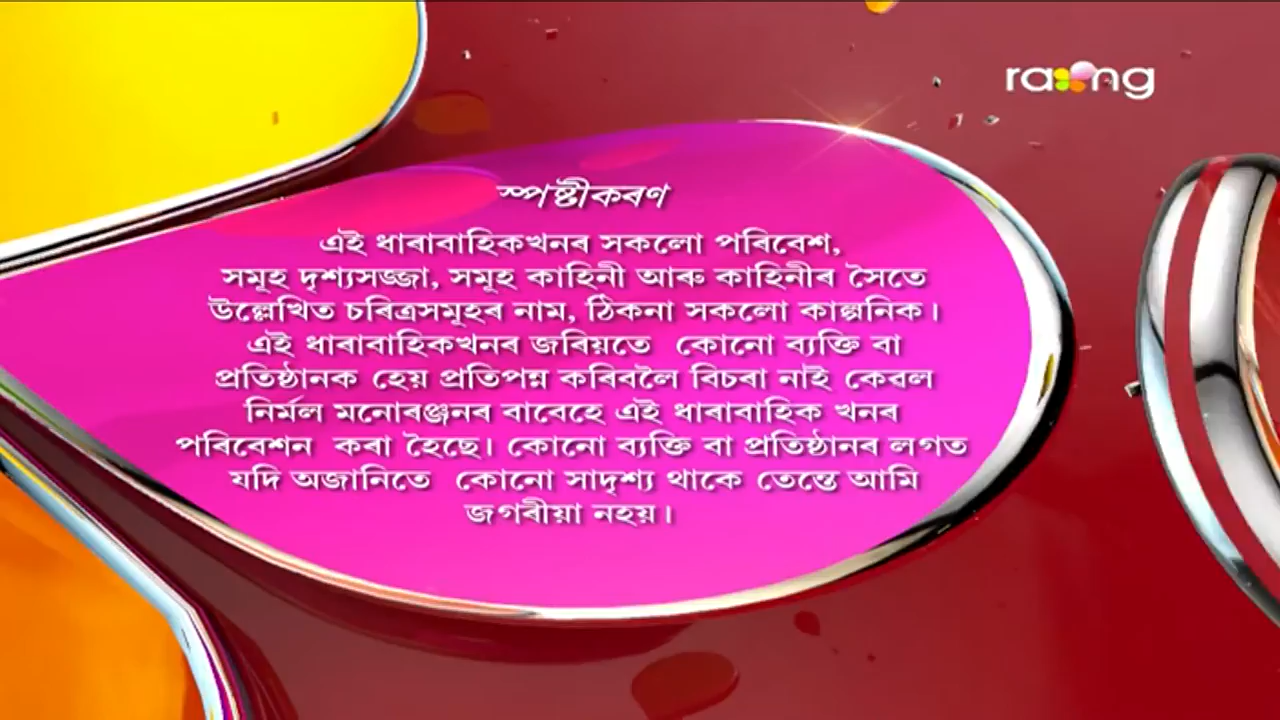 rang
স্পষ্টীকৰণ
এই ধাৰাবাহিকখনৰ সকলো পৰিবেশ,
সমূহ দৃশ্যসজ্জা, সমূহ কাহিনী আৰু কাহিনীৰ সৈতে
উল্লেখিত চৰিত্ৰসমূহৰ নাম, ঠিকনা সকলো কাল্পনিক।
এই ধাৰাবাহিকখনৰ জৰিয়তে কোনো ব্যক্তি বা
প্ৰতিষ্ঠানক হেয় প্ৰতিপন্ন কৰিবলৈ বিচৰা নাই কেৱল
নিৰ্মল মনোৰঞ্জনৰ বাবেহে এই ধাৰাবাহিক খনৰ
পৰিবেশন কৰা হৈছে। কোনো ব্যক্তি বা প্ৰতিষ্ঠানৰ লগত
যদি অজানিতে কোনো সাদৃশ্য থাকে তেন্তে আমি
জগৰীয়া নহয়।